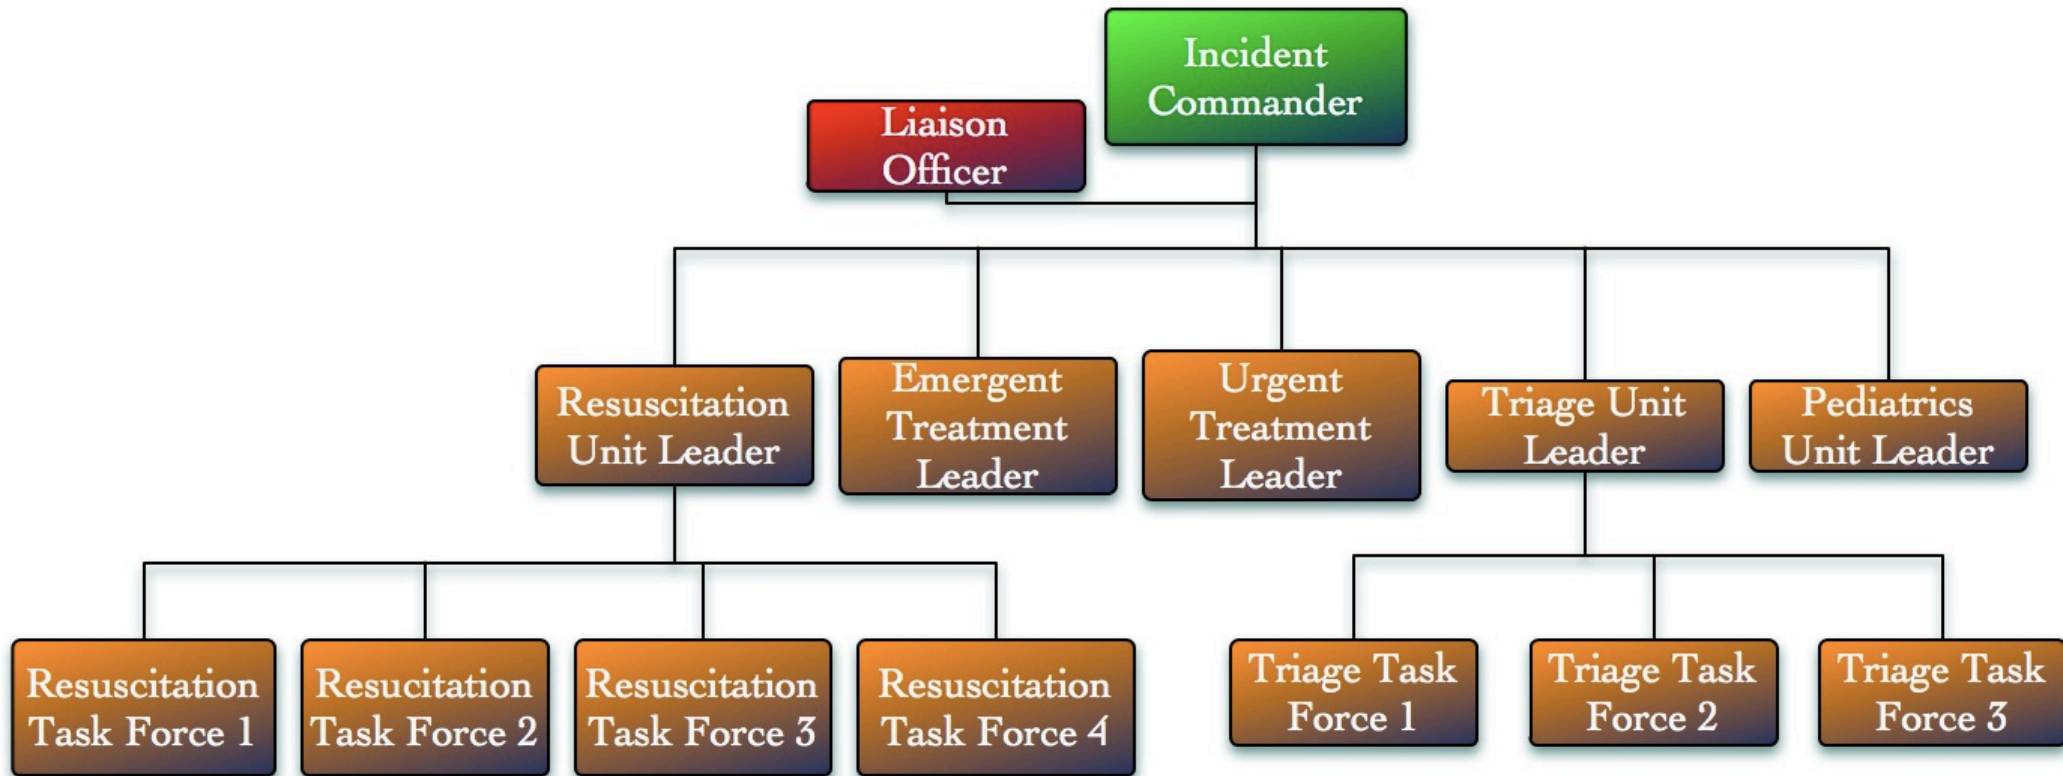 Incident
Commander
Liaison
Officer
Resuscitation
Unit Leader
Emergent
Treatment
Leader
Urgent
Treatment
Leader
Triage Unit
Leader
Pediatrics
Unit Leader
Resuscitation
Task Force 1
Resucitation
Task Force 2
Resuscitation
Task Force 3
Resuscitation
Task Force 4
Triage Task
Force 1
Triage Task
Force 2
Triage Task
Force 3